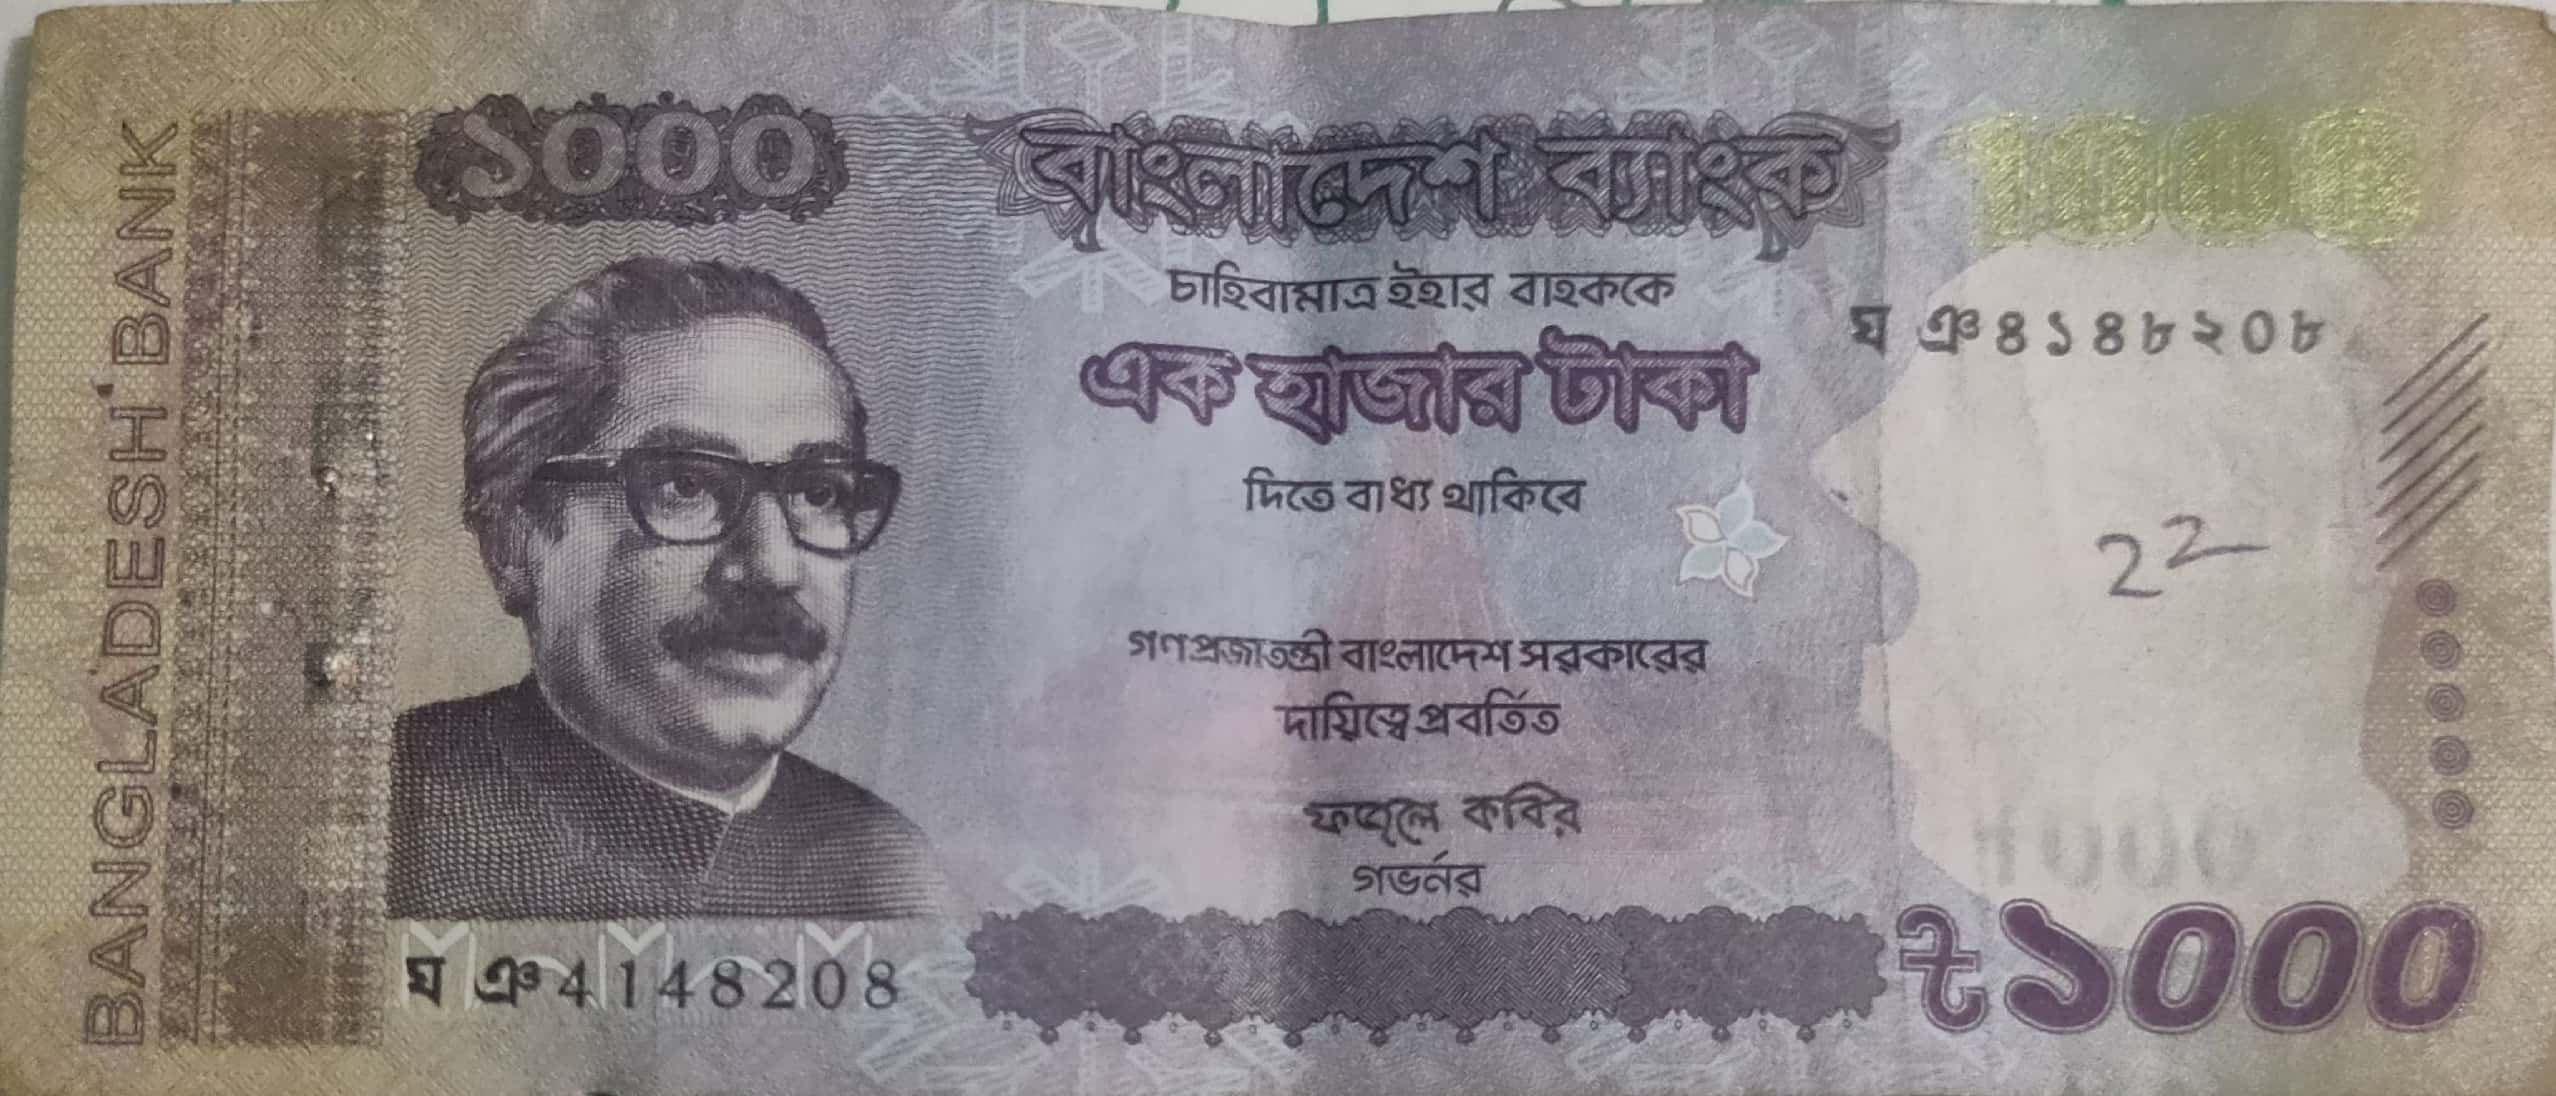 BANGLADESH BANK
১০০০
বাংলাদেশ ব্যাংক
1000
চাহিবামাত্র ইহার বাহককে
ঘ ঞ ৪১৪৮২০৮
এক হাজার টাকা
দিতে বাধ্য থাকিবে
22
গণপ্রজাতন্ত্রী বাংলাদেশ সরকারের
দায়িত্বে প্রবর্তিত
ফজলে কবির
গভর্নর
1000
ঘ ঞ 4148208
৳১০০০